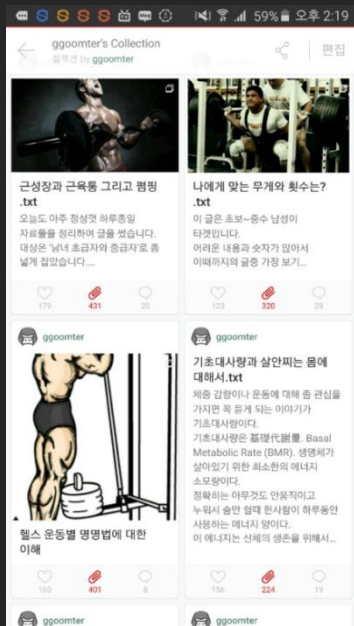 59% 오후 2:19
ggoomter's Collection
컬렉션 by ggoomter
편집
근성장과 근육통 그리고 펌핑
.txt
오늘도 아주 정성껏 하루종일
자료들을 정리하여 글을 썼습니다.
대상은 '남녀 초급자와 중급자'로 좀
넓게 잡았습니다....
179 431 20
나에게 맞는 무게와 횟수는?
.txt
이 글은 초보~중수 남성이
타겟입니다.
어려운 내용과 숫자가 많아서
이때까지의 글중 가장 보기...
123 320 29
ggoomter
헬스 운동별 명명법에 대한
이해
160 401 8
ggoomter
기초대사량과 살안찌는 몸에
대해서.txt
체중 감량이나 운동에 대해 좀 관심을
가지면 꼭 듣게 되는 이야기가
기초대사량이다.
기초대사량은 基礎代謝量. Basal
Metabolic Rate (BMR). 생명체가
살아있기 위한 최소한의 에너지
소모량이다.
정확히는 아무것도 안움직이고
누워서 숨만 쉴때 한사람이 하루동안
사용하는 에너지 양이다.
이 에너지는 신체의 생존을 위해서...
156 224 19
ggoomter
ggoomter